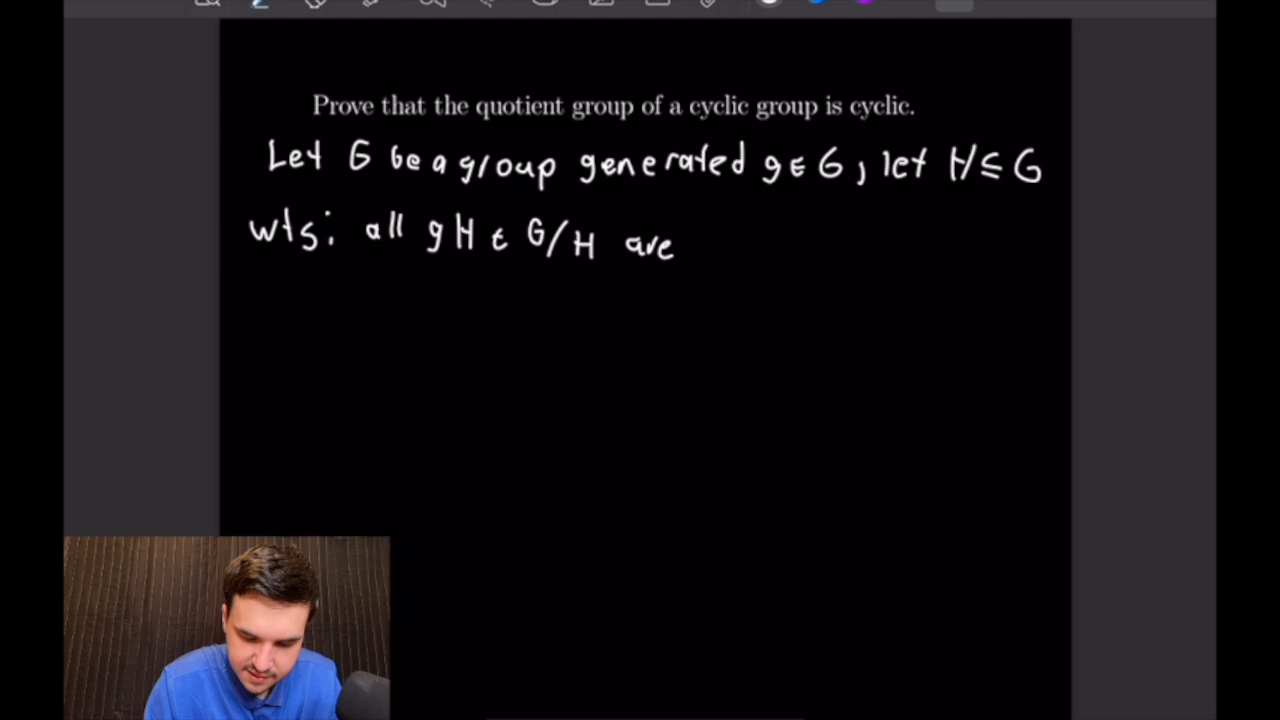 Prove that the quotient group of a cyclic group is cyclic.
Let G be a group generated g ∈ G, let H ≤ G
wts: all gH ∈ G/H are